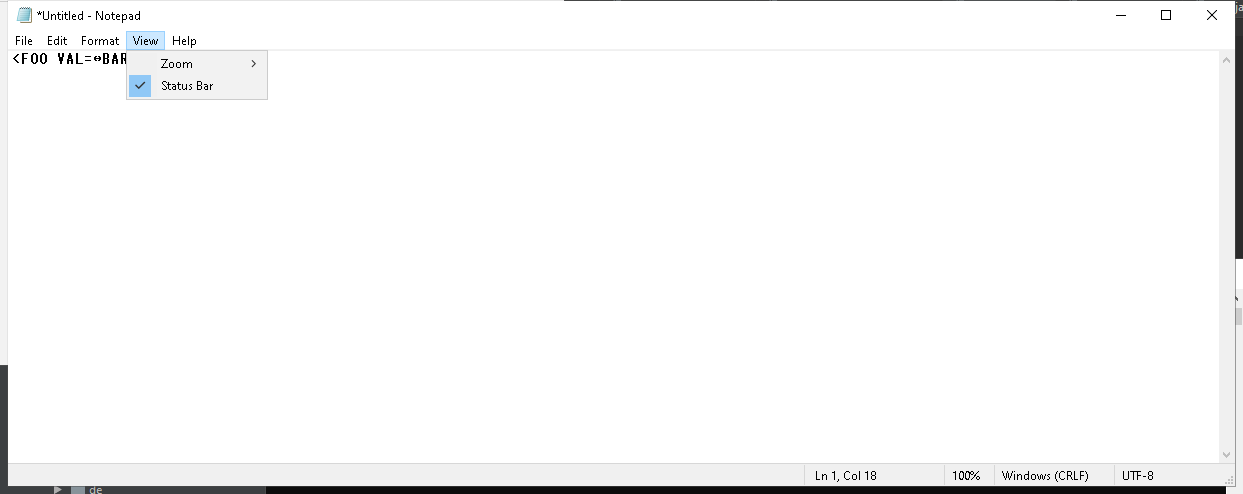 *Untitled - Notepad
File Edit Format View Help
<FOO VAL=↔BAR
Zoom
Status Bar
Ln 1, Col 18 100% Windows (CRLF) UTF-8
de